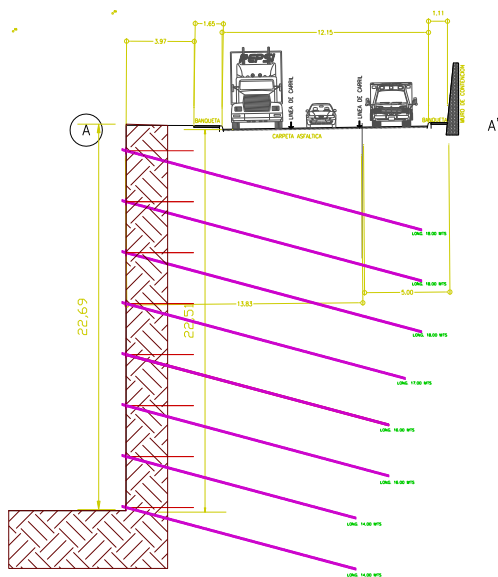 1.11
1.65
12.15
3.97
PEPSI
LINEA DE CARRIL
LINEA DE CARRIL
MURO DE CONTENCION
BANQUETA
BANQUETA
A
A'
CARPETA ASFALTICA
LONG. 18.00 MTS
LONG. 18.00 MTS
5.00
13.83
22.69
22.51
LONG. 18.00 MTS
LONG. 17.00 MTS
LONG. 16.00 MTS
LONG. 16.00 MTS
LONG. 14.00 MTS
LONG. 14.00 MTS